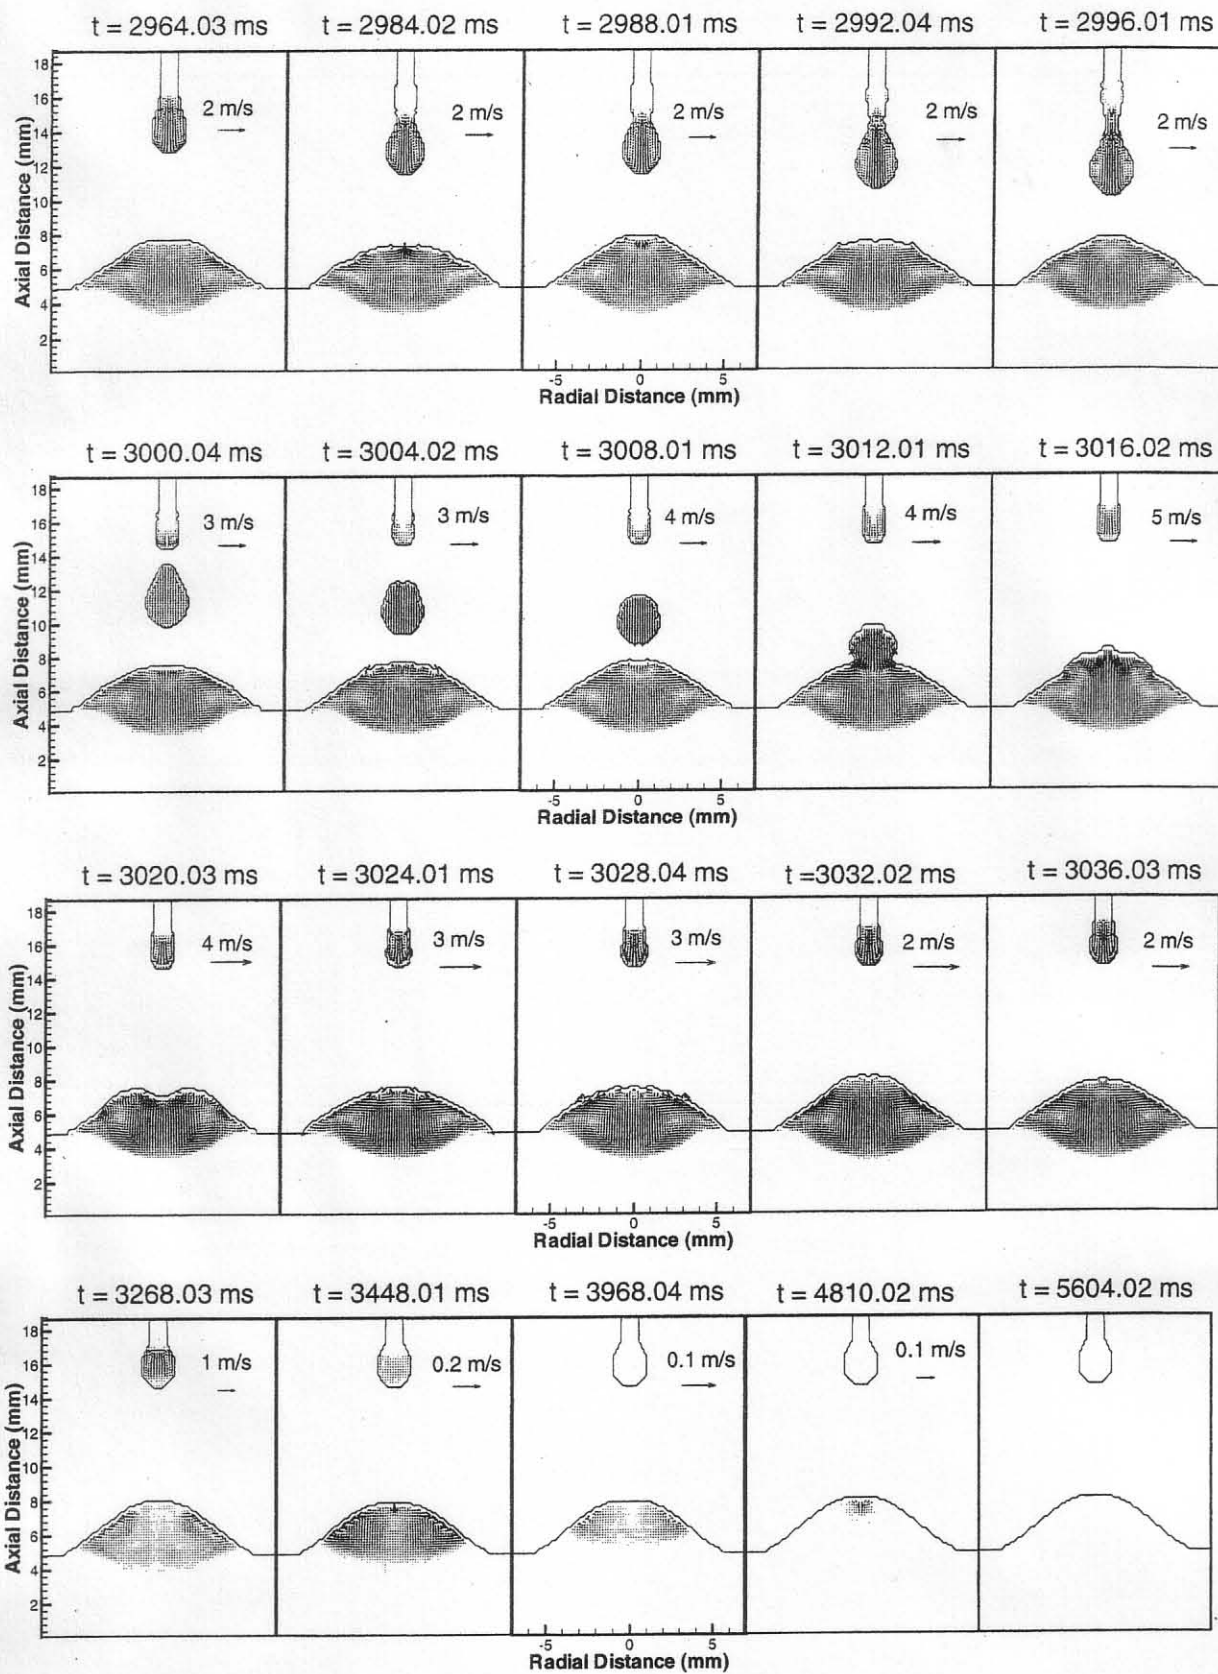 t = 2964.03 ms t = 2984.02 ms t = 2988.01 ms t = 2992.04 ms t = 2996.01 ms
18
16
14
12
10
8
6
4
2
Axial Distance (mm)
2 m/s 2 m/s 2 m/s 2 m/s 2 m/s
-5 0 5
Radial Distance (mm)
t = 3000.04 ms t = 3004.02 ms t = 3008.01 ms t = 3012.01 ms t = 3016.02 ms
18
16
14
12
10
8
6
4
2
Axial Distance (mm)
3 m/s 3 m/s 4 m/s 4 m/s 5 m/s
-5 0 5
Radial Distance (mm)
t = 3020.03 ms t = 3024.01 ms t = 3028.04 ms t =3032.02 ms t = 3036.03 ms
18
16
14
12
10
8
6
4
2
Axial Distance (mm)
4 m/s 3 m/s 3 m/s 2 m/s 2 m/s
-5 0 5
Radial Distance (mm)
t = 3268.03 ms t = 3448.01 ms t = 3968.04 ms t = 4810.02 ms t = 5604.02 ms
18
16
14
12
10
8
6
4
2
Axial Distance (mm)
1 m/s 0.2 m/s 0.1 m/s 0.1 m/s
-5 0 5
Radial Distance (mm)